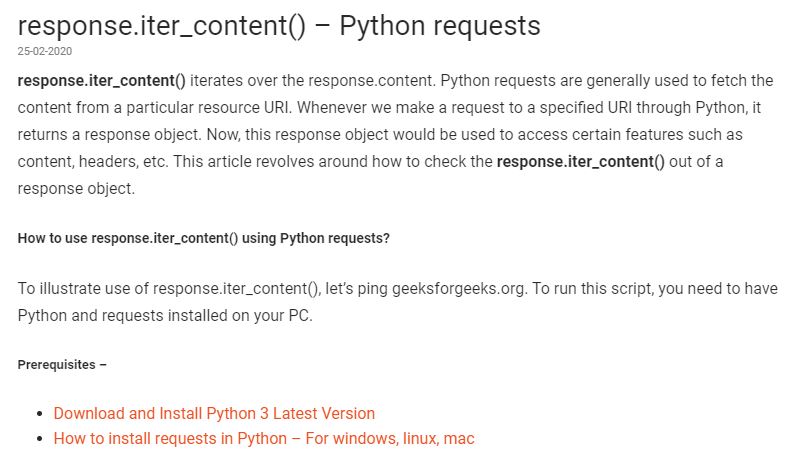 response.iter_content() – Python requests
25-02-2020
response.iter_content() iterates over the response.content. Python requests are generally used to fetch the
content from a particular resource URI. Whenever we make a request to a specified URI through Python, it
returns a response object. Now, this response object would be used to access certain features such as
content, headers, etc. This article revolves around how to check the response.iter_content() out of a
response object.
How to use response.iter_content() using Python requests?
To illustrate use of response.iter_content(), let’s ping geeksforgeeks.org. To run this script, you need to have
Python and requests installed on your PC.
Prerequisites –
• Download and Install Python 3 Latest Version
• How to install requests in Python – For windows, linux, mac